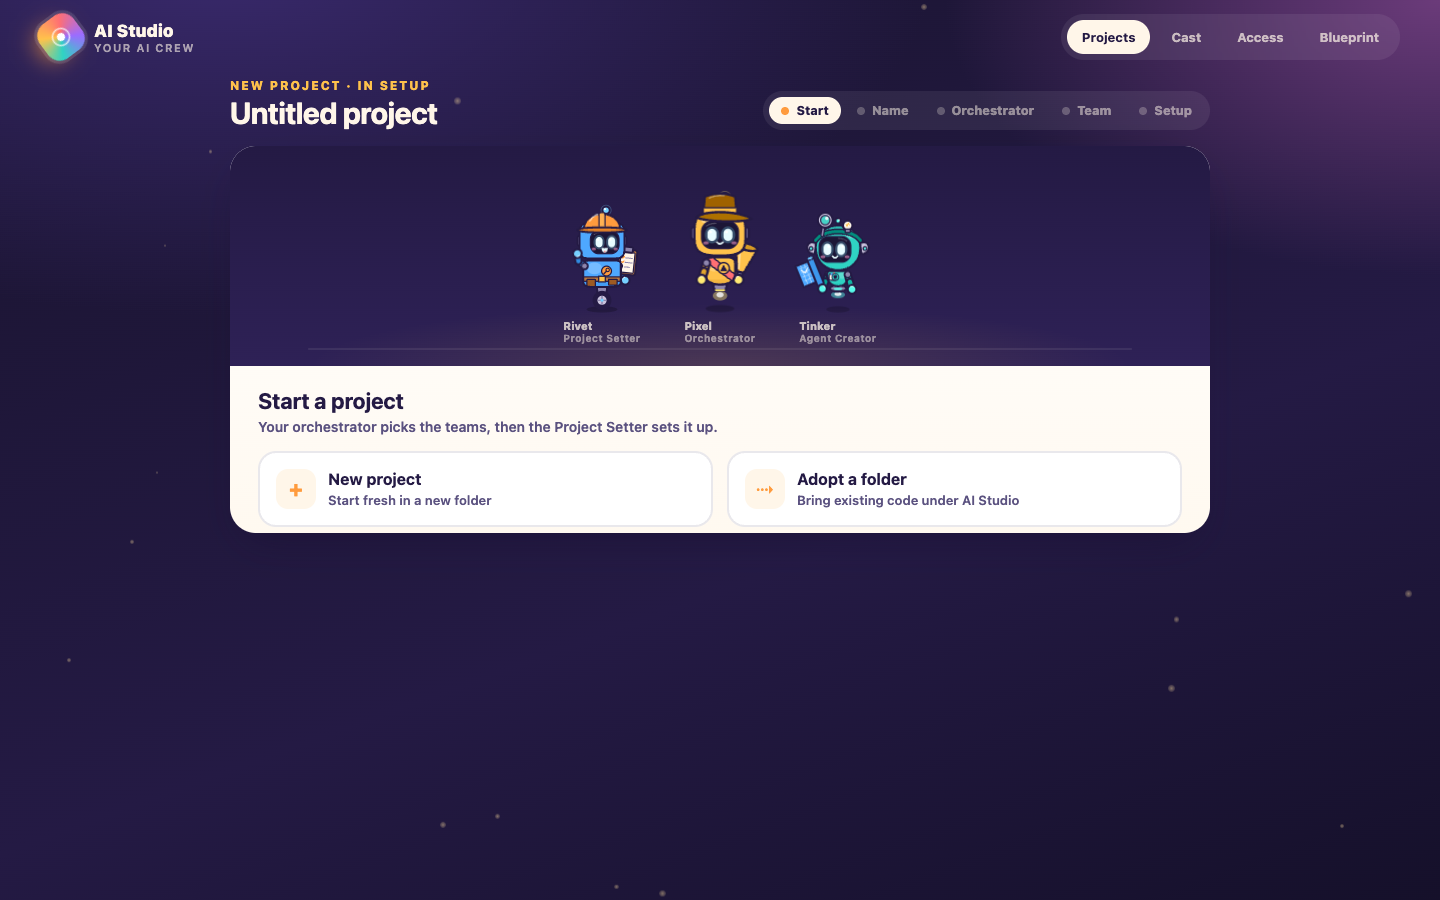 AI Studio
YOUR AI CREW
Projects
Cast
Access
Blueprint
NEW PROJECT · IN SETUP
Untitled project
Start
Name
Orchestrator
Team
Setup
Rivet
Project Setter
Pixel
Orchestrator
Tinker
Agent Creator
Start a project
Your orchestrator picks the teams, then the Project Setter sets it up.
New project
Start fresh in a new folder
Adopt a folder
Bring existing code under AI Studio